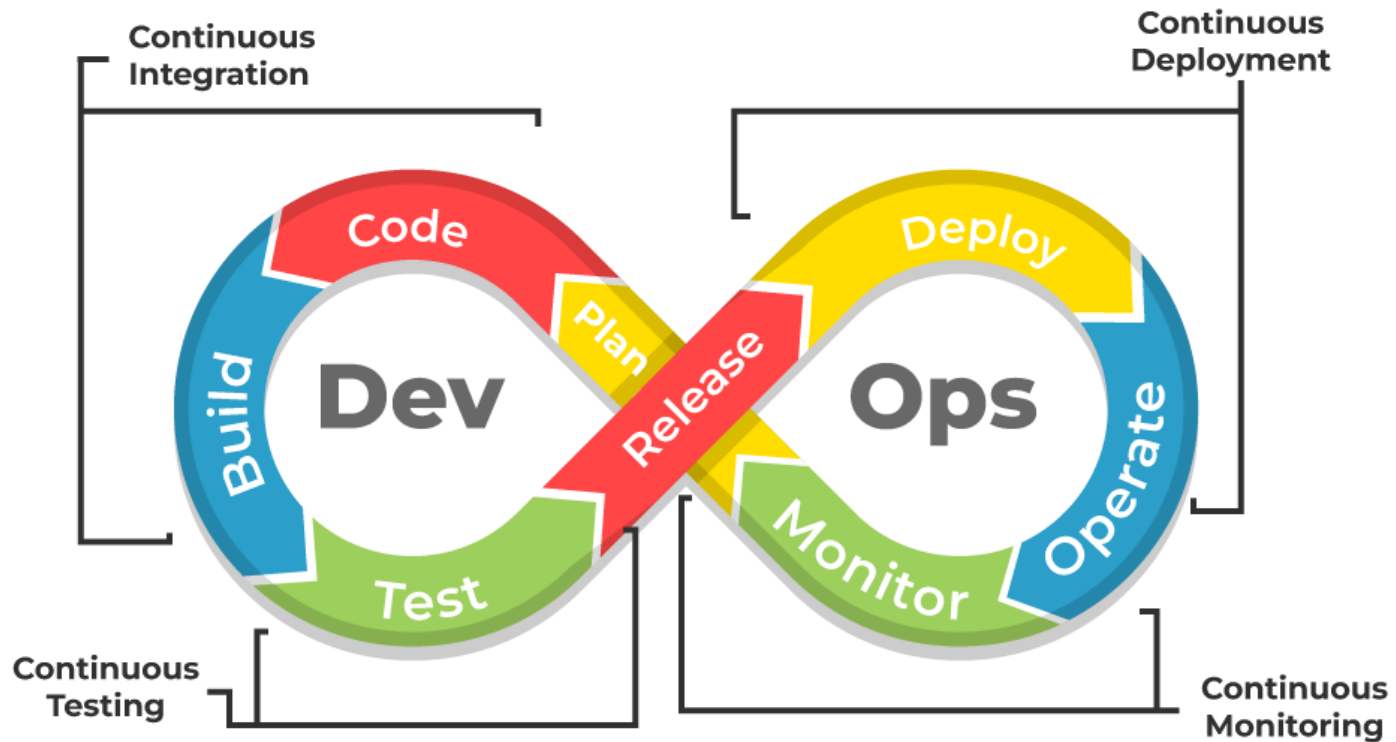 Continuous
Integration
Continuous
Deployment
Code
Deploy
Plan
Release
Build
Dev
Ops
Operate
Test
Monitor
Continuous
Testing
Continuous
Monitoring